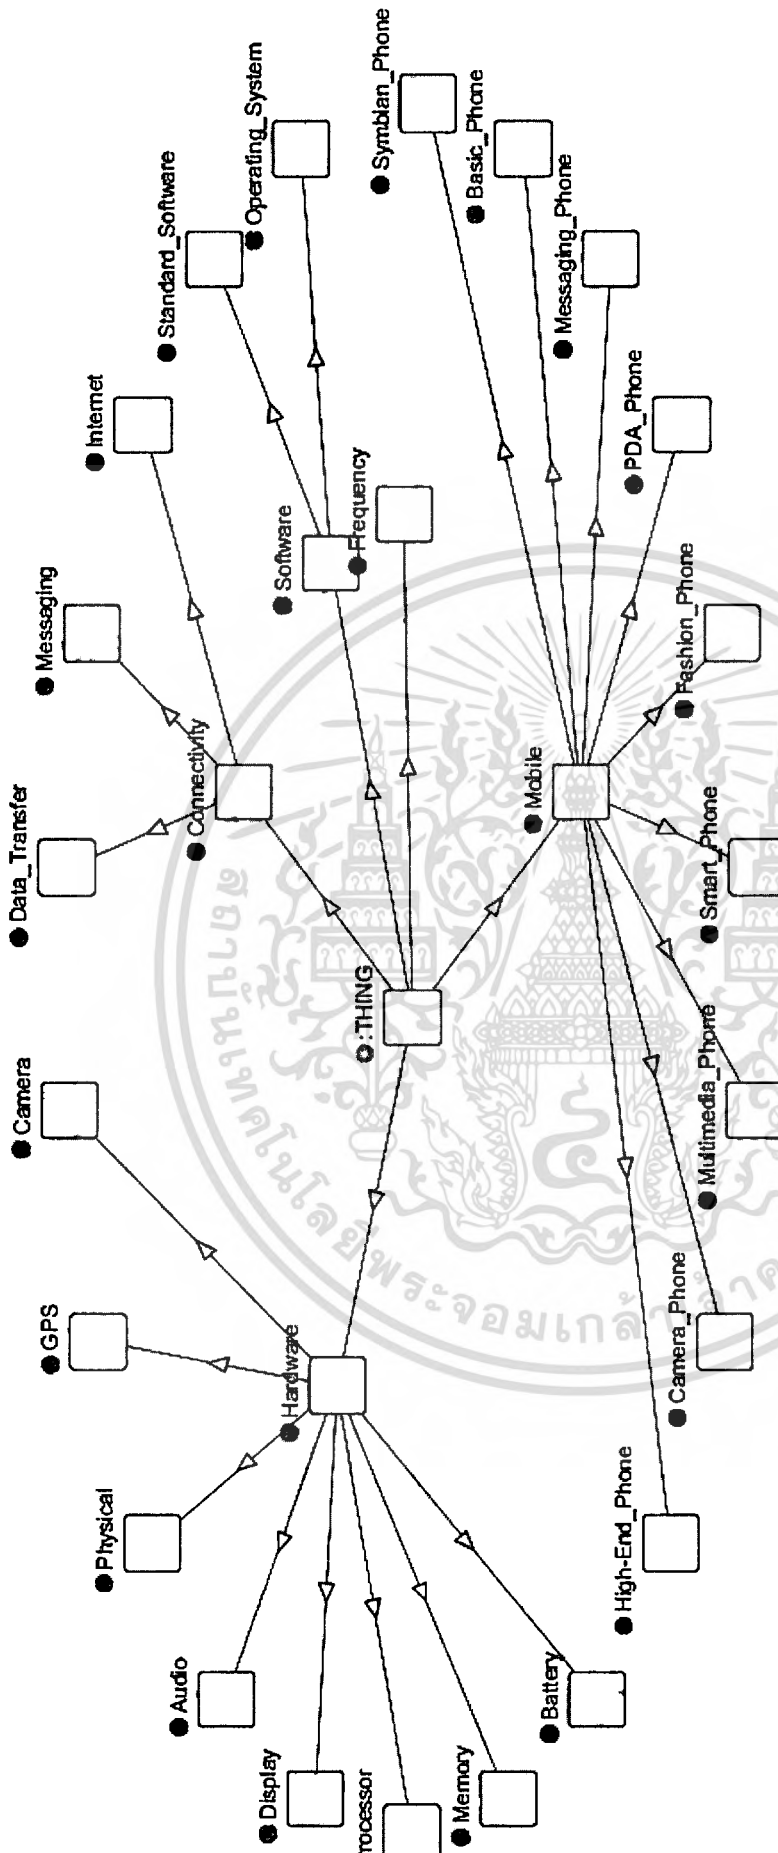 Symbian_Phone
Operating_System
Basic_Phone
Standard_Software
Messaging_Phone
Internet
PDA_Phone
Frequency
Software
Messaging
Fashion_Phone
Connectivity
Mobile
Data_Transfer
Smart_Phone
:THING
Camera
Multimedia_Phone
GPS
Hardware
Camera_Phone
Physical
High-End_Phone
Audio
Battery
Display
rocessor
Memory